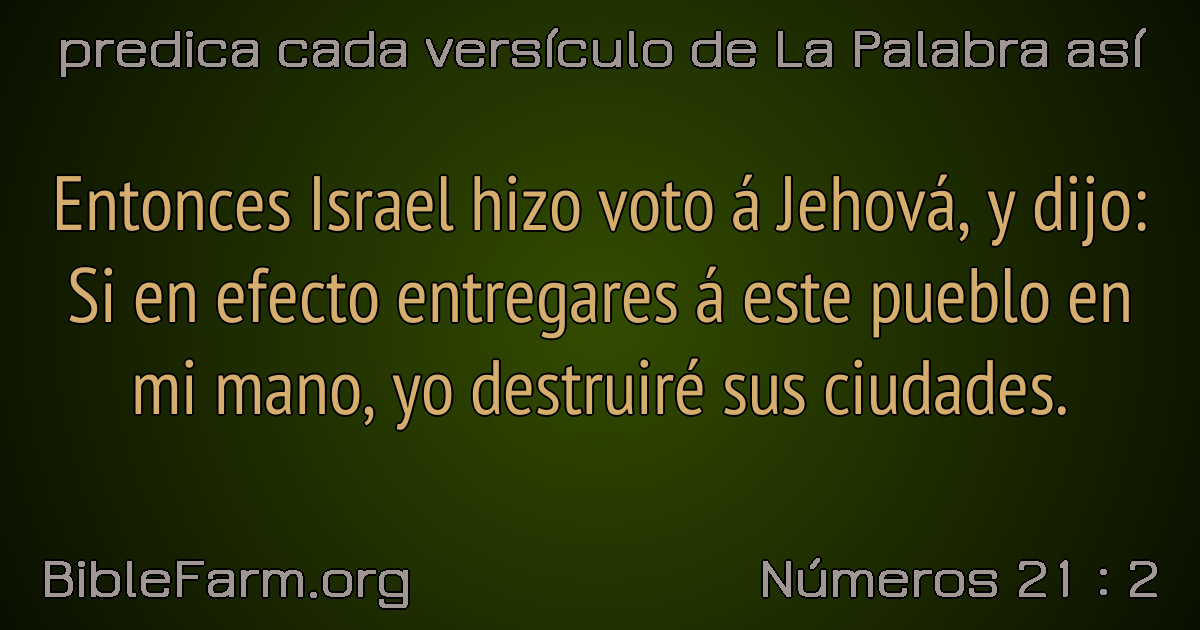 predica cada versículo de La Palabra así
Entonces Israel hizo voto á Jehová, y dijo:
Si en efecto entregares á este pueblo en
mi mano, yo destruiré sus ciudades.
BibleFarm.org
Números 21 : 2